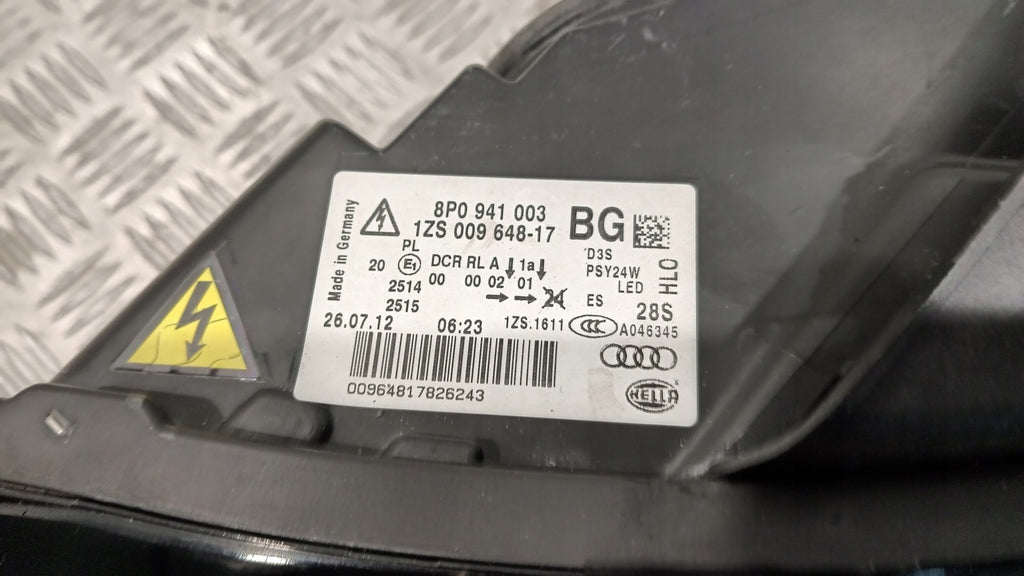 Made in Germany
8P0 941 003 BG
1ZS 009 648-17
PL
20 E1 DCR RL A 1a
00 00 02 01
2514
2515
24
D3S
PSY24W
LED
HLO
ES
28S
26.07.12 06:23 1ZS.1611 CCC A046345
00964817826243
HELLA